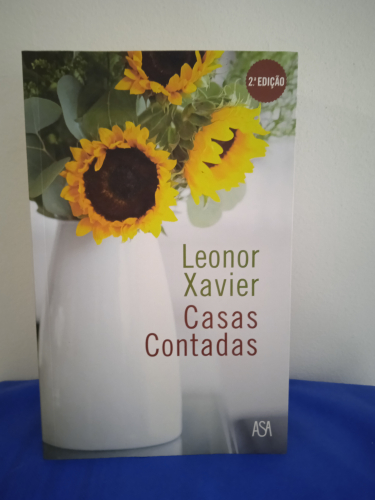 2.ª EDIÇÃO
Leonor
Xavier
Casas
Contadas
ASA